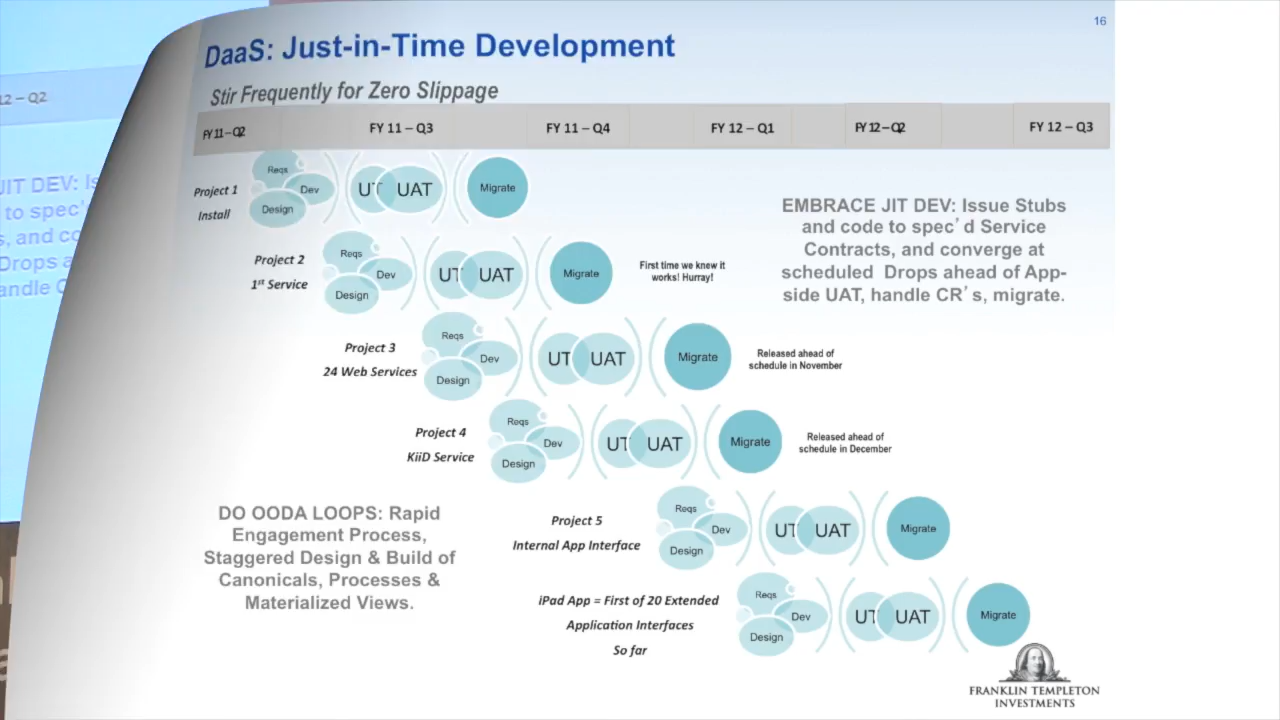 16
DaaS: Just-in-Time Development
Stir Frequently for Zero Slippage
12 – Q2
FY 11 – Q2
FY 11 – Q3
FY 11 – Q4
FY 12 – Q1
FY 12 – Q2
FY 12 – Q3
Project 1
Install
Reqs
Dev
Design
UT
UAT
Migrate
EMBRACE JIT DEV: Issue Stubs
and code to spec’d Service
Contracts, and converge at
scheduled Drops ahead of App-
side UAT, handle CR’s, migrate.
Project 2
1st Service
Reqs
Dev
Design
UT
UAT
Migrate
First time we knew it
works! Hurray!
Project 3
24 Web Services
Reqs
Dev
Design
UT
UAT
Migrate
Released ahead of
schedule in November
Project 4
KiiD Service
Reqs
Dev
Design
UT
UAT
Migrate
Released ahead of
schedule in December
DO OODA LOOPS: Rapid
Engagement Process,
Staggered Design & Build of
Canonicals, Processes &
Materialized Views.
Project 5
Internal App Interface
Reqs
Dev
Design
UT
UAT
Migrate
iPad App = First of 20 Extended
Application Interfaces
So far
Reqs
Dev
Design
UT
UAT
Migrate
FRANKLIN TEMPLETON
INVESTMENTS
JIT DEV: Is
to spec’
s, and co
Drops a
andle C